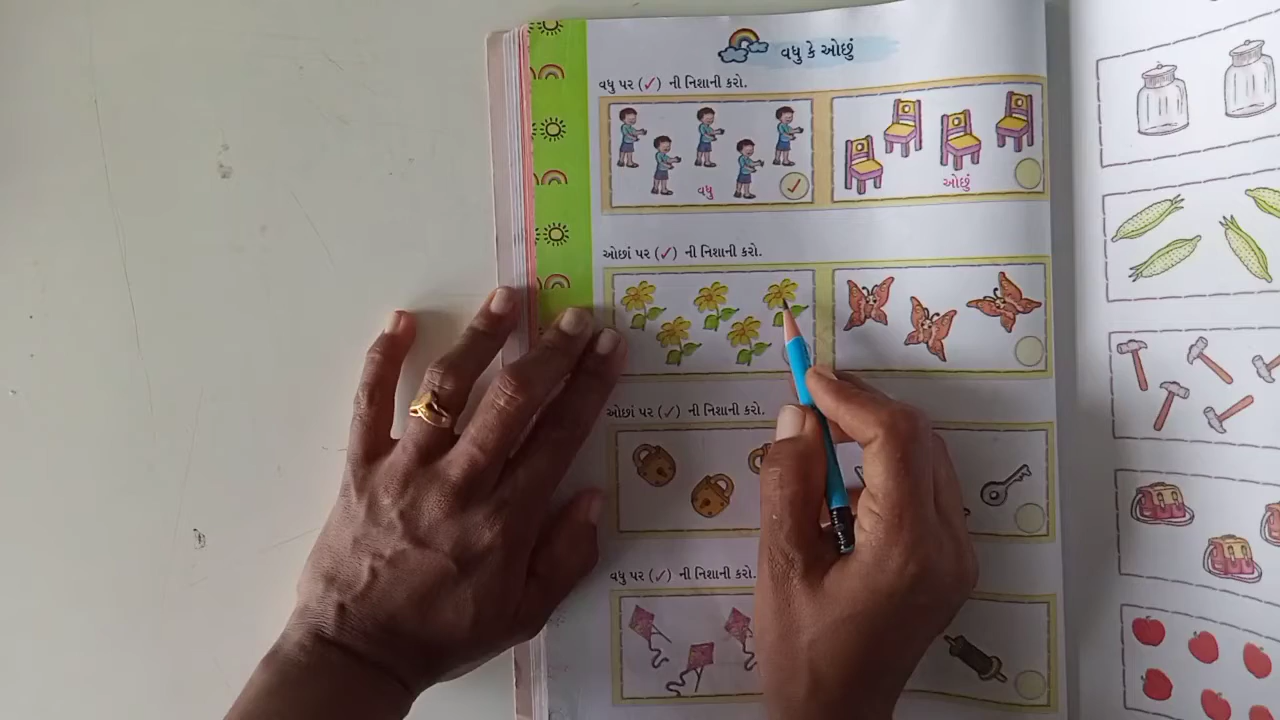 વધુ કે ઓછું
વધુ પર (✓) ની નિશાની કરો.
વધુ
ઓછું
ઓછાં પર (✓) ની નિશાની કરો.
ઓછાં પર (✓) ની નિશાની કરો.
વધુ પર (✓) ની નિશાની કરો.